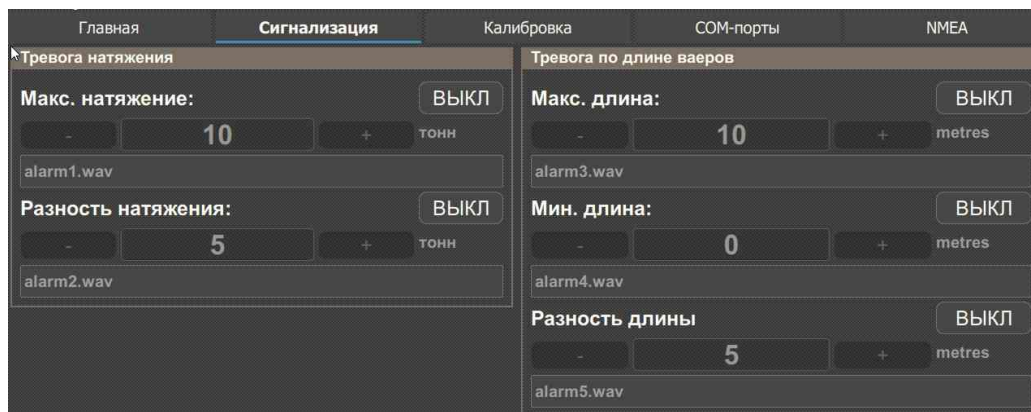 Главная Сигнализация Калибровка COM-порты NMEA
Тревога натяжения
Макс. натяжение: ВЫКЛ
- 10 + тонн
alarm1.wav
Разность натяжения: ВЫКЛ
- 5 + тонн
alarm2.wav
Тревога по длине ваеров
Макс. длина: ВЫКЛ
- 10 + metres
alarm3.wav
Мин. длина: ВЫКЛ
- 0 + metres
alarm4.wav
Разность длины ВЫКЛ
- 5 + metres
alarm5.wav